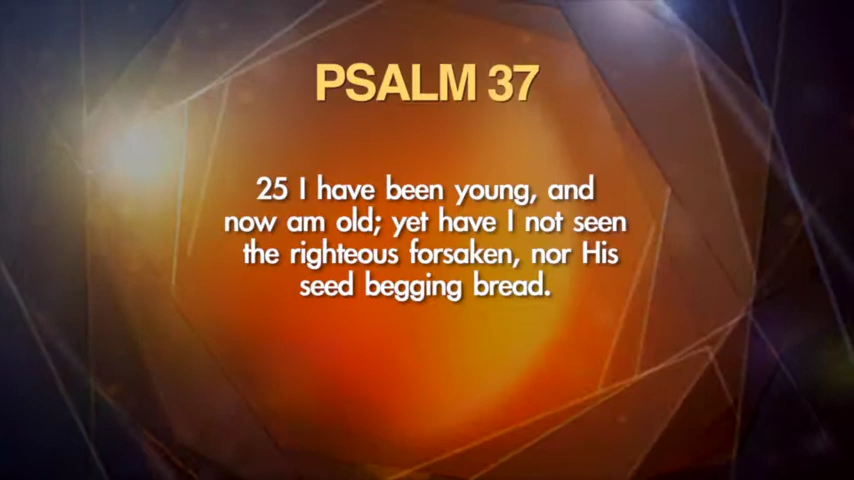 PSALM 37
25 I have been young, and
now am old; yet have I not seen
the righteous forsaken, nor His
seed begging bread.